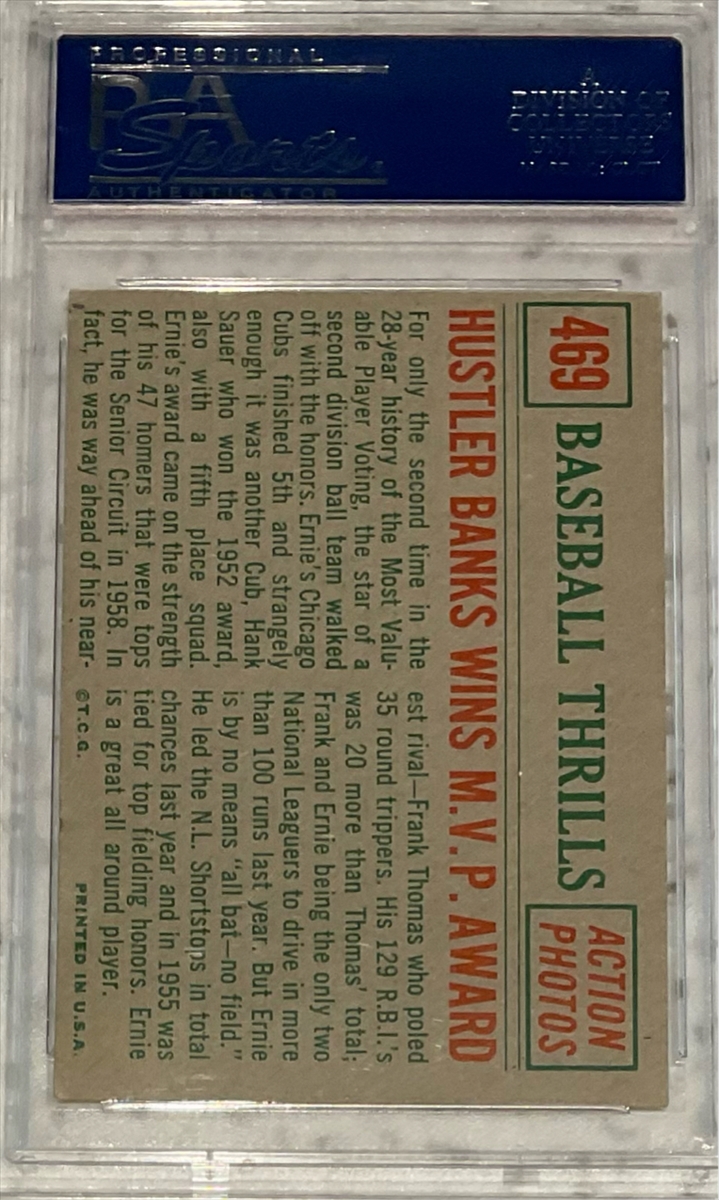 PROFESSIONAL
PSA
Sports
AUTHENTICATOR
A
DIVISION OF
COLLECTORS
UNIVERSE
469
BASEBALL THRILLS
ACTION
PHOTOS
HUSTLER BANKS WINS M.V.P. AWARD
For only the second time in the
28-year history of the Most Valu-
able Player Voting, the star of a
second division ball team walked
off with the honors. Ernie's Chicago
Cubs finished 5th and strangely
enough it was another Cub, Hank
Sauer who won the 1952 award,
also with a fifth place squad.
Ernie's award came on the strength
of his 47 homers that were tops
for the Senior Circuit in 1958. In
fact, he was way ahead of his near-
est rival—Frank Thomas who poled
35 round trippers. His 129 R.B.I.'s
was 20 more than Thomas' total;
Frank and Ernie being the only two
National Leaguers to drive in more
than 100 runs last year. But Ernie
is by no means "all bat—no field."
He led the N.L. Shortstops in total
chances last year and in 1955 was
tied for top fielding honors. Ernie
is a great all around player.
©T.C.G.
PRINTED IN U.S.A.